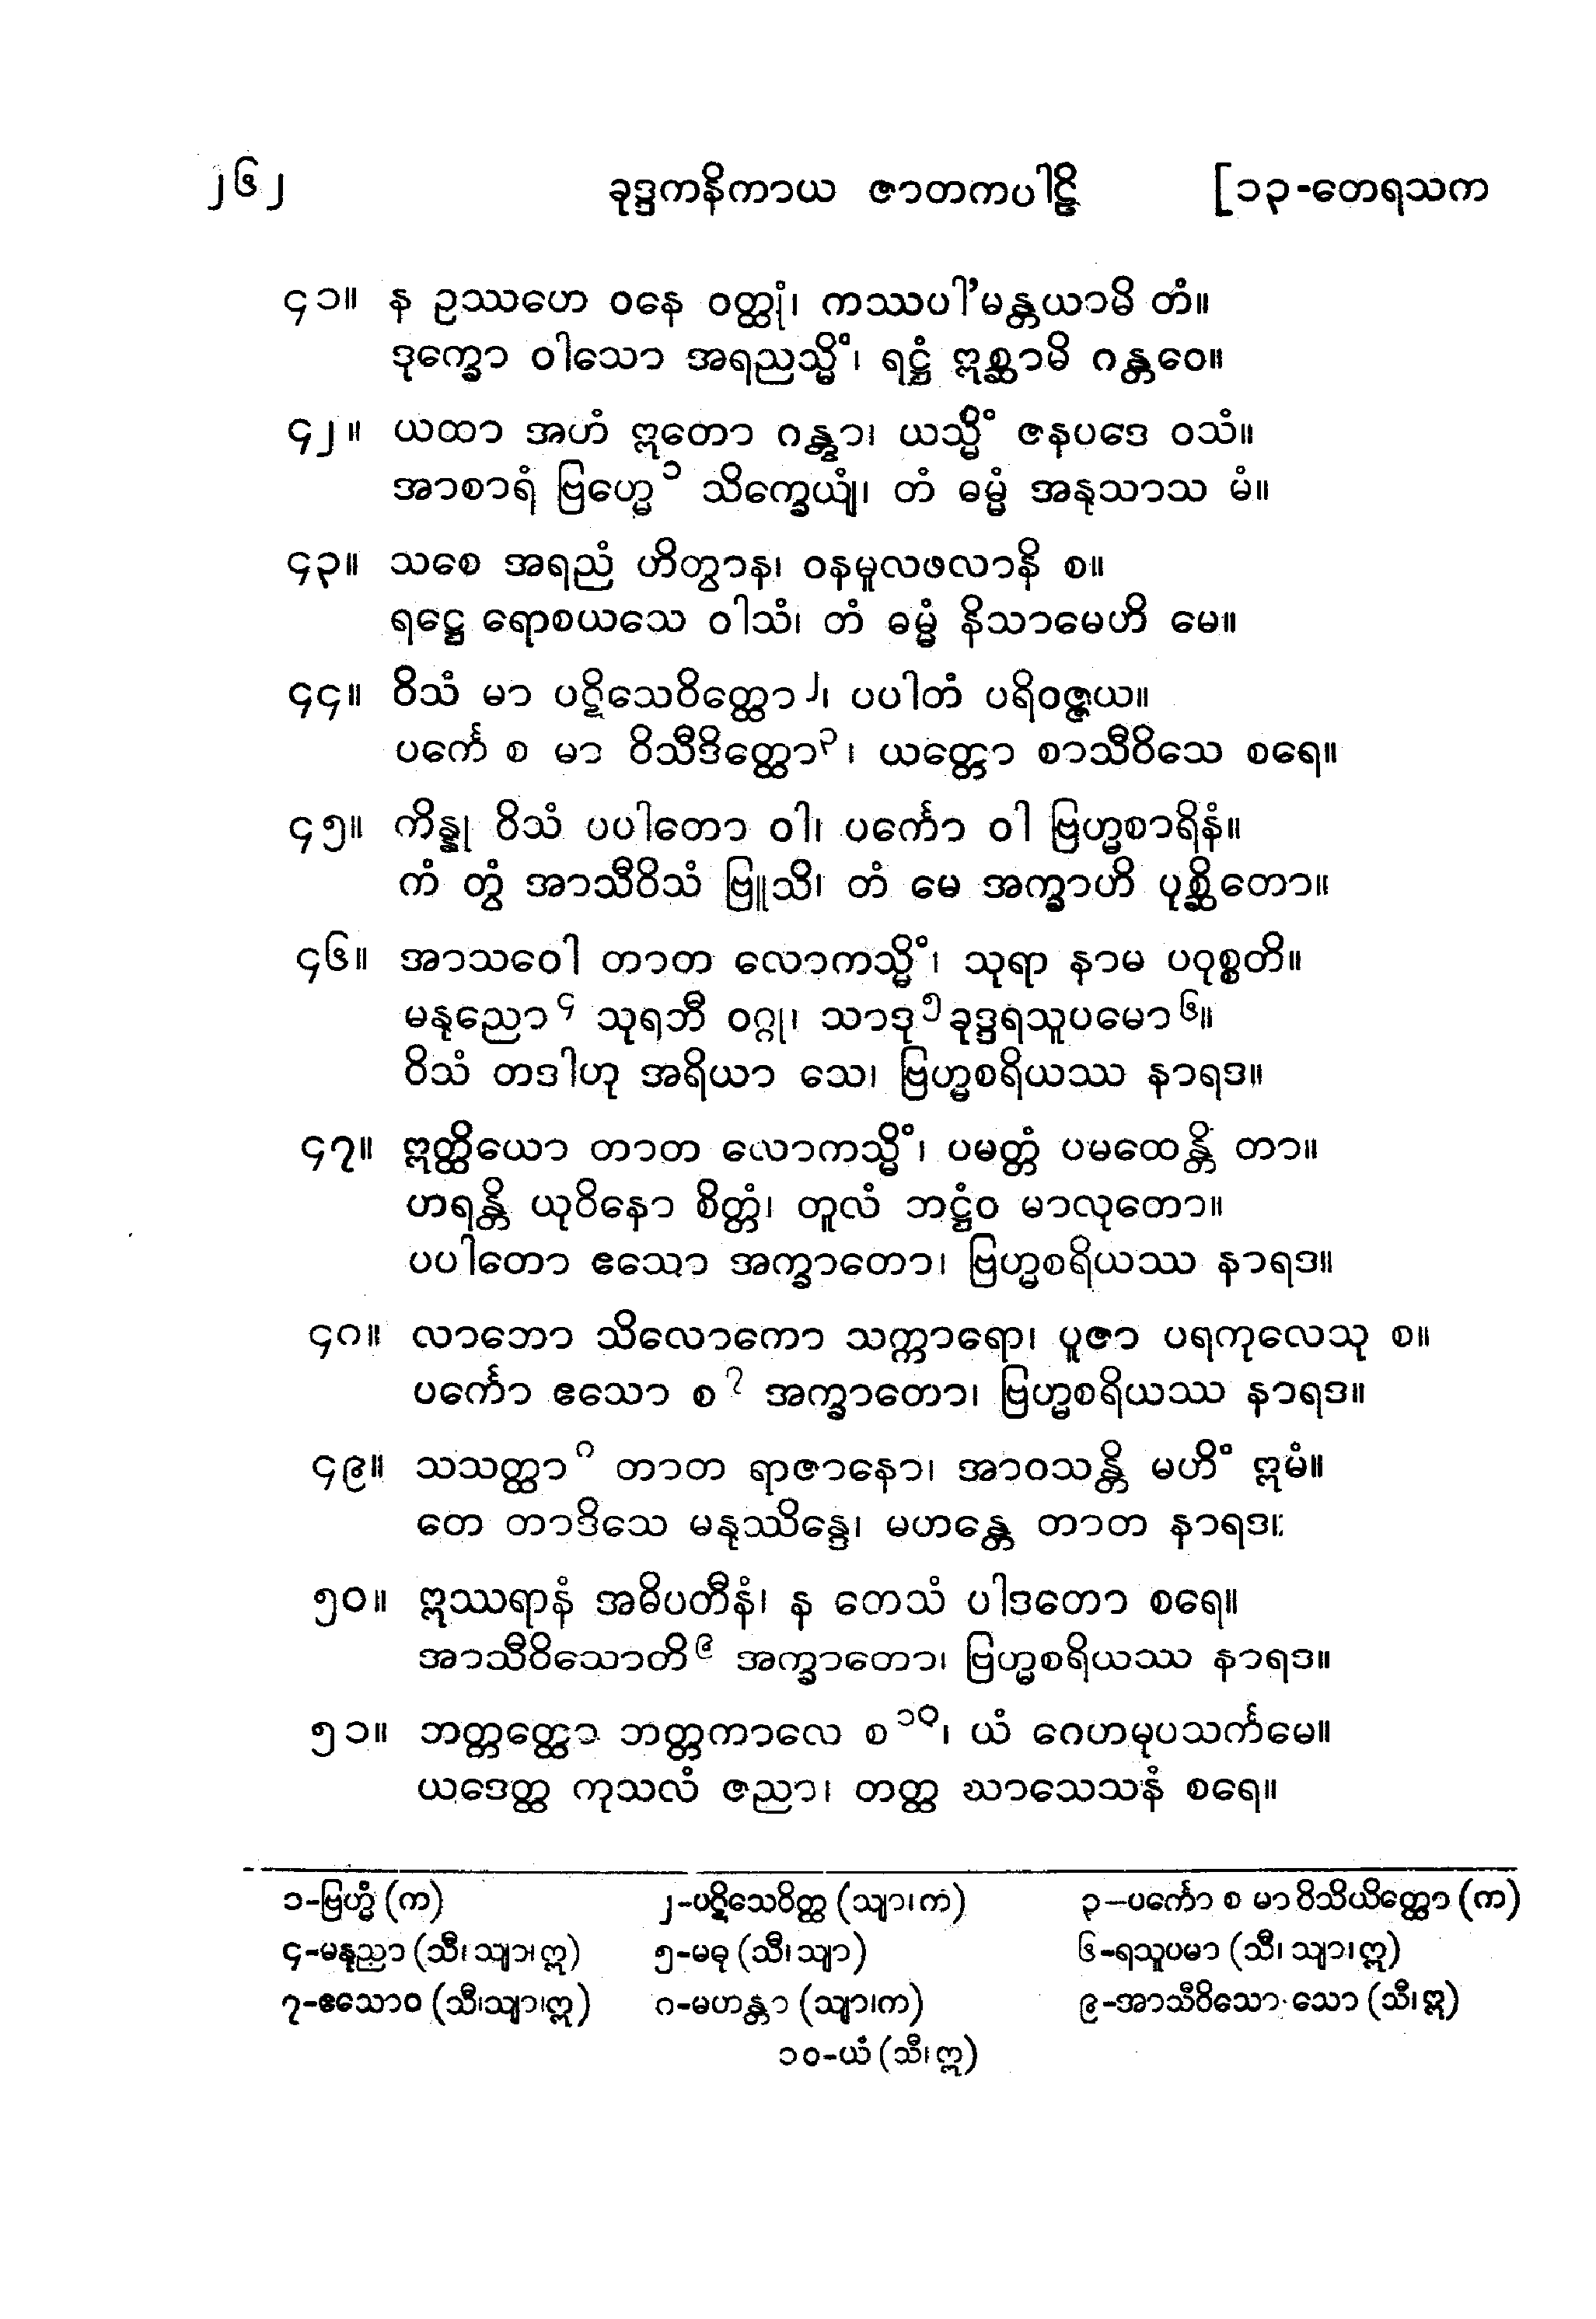 ၂၆၂ ခုဒ္ဒကနိကာယ ဇာတကပါဠိ [၁၃-တေရသက
၄၁။ န ဥဿဟေ ဝနေ ဝတ္ထုံ၊ ကဿပါ'မန္တယာမိ တံ။
ဒုက္ခော ဝါသော အရညသ္မိံ၊ ရဋ္ဌံ ဣစ္ဆာမိ ဂန္တဝေ။
၄၂။ ယထာ အဟံ ဣတော ဂန္တွာ၊ ယသ္မိံ ဇနပဒေ ဝသံ။
အာစာရံ ဗြဟ္မေ ၁ သိက္ခေယျံ၊ တံ ဓမ္မံ အနုသာသ မံ။
၄၃။ သစေ အရညံ ဟိတွာန၊ ဝနမူလဖလာနိ စ။
ရဋ္ဌေ ရောစယသေ ဝါသံ၊ တံ ဓမ္မံ နိသာမေဟိ မေ။
၄၄။ ဝိသံ မာ ပဋိသေဝိတ္ထော ၂၊ ပပါတံ ပရိဝဇ္ဇယ။
ပင်္ကေ စ မာ ဝိသီဒိတ္ထော ၃၊ ယတ္တော စာသီဝိသေ စရေ။
၄၅။ ကိန္နု ဝိသံ ပပါတော ဝါ၊ ပင်္ကော ဝါ ဗြဟ္မစာရိနံ။
ကံ တွံ အာသီဝိသံ ဗြူသိ၊ တံ မေ အက္ခာဟိ ပုစ္ဆိတော။
၄၆။ အာသဝေါ တာတ လောကသ္မိံ၊ သုရာ နာမ ပဝုစ္စတိ။
မနုညော ၄ သုရဘီ ဝဂ္ဂု၊ သာဒု ၅ ခုဒ္ဒရသူပမော ၆။
ဝိသံ တဒါဟု အရိယာ သေ၊ ဗြဟ္မစရိယဿ နာရဒ။
၄၇။ ဣတ္ထိယော တာတ လောကသ္မိံ၊ ပမတ္တံ ပမထေန္တိ တာ။
ဟရန္တိ ယုဝိနော စိတ္တံ၊ တူလံ ဘဋ္ဌံဝ မာလုတော။
ပပါတော ဧသော အက္ခာတော၊ ဗြဟ္မစရိယဿ နာရဒ။
၄၈။ လာဘော သိလောကော သက္ကာရော၊ ပူဇာ ပရကုလေသု စ။
ပင်္ကော ဧသော စ ၇ အက္ခာတော၊ ဗြဟ္မစရိယဿ နာရဒ။
၄၉။ သသတ္ထာ ၈ တာတ ရာဇာနော၊ အာဝသန္တိ မဟိံ ဣမံ။
တေ တာဒိသေ မနုဿိန္ဒေ၊ မဟန္တေ တာတ နာရဒ။
၅၀။ ဣဿရာနံ အဓိပတီနံ၊ န တေသံ ပါဒတော စရေ။
အာသီဝိသောတိ ၉ အက္ခာတော၊ ဗြဟ္မစရိယဿ နာရဒ။
၅၁။ ဘတ္တတ္ထော ဘတ္တကာလေ စ ၁၀၊ ယံ ဂေဟမုပသင်္ကမေ။
ယဒေတ္ထ ကုသလံ ဇညာ၊ တတ္ထ ဃာသေသနံ စရေ။
၁-ဗြဟ္မံ (က) ၂-ပဋိသေဝိတ္ထ (သျာ၊က) ၃-ပင်္ကော စ မာ ဝိသိယိတ္ထော (က)
၄-မနုညာ (သီ၊ သျာ၊ ဣ) ၅-မဓု (သီ၊ သျာ) ၆-ရသူပမာ (သီ၊ သျာ၊ဣ)
၇-ဧသောဝ (သီ၊သျာ၊ဣ) ၈-မဟန္တာ (သျာ၊က) ၉-အာသီဝိသော သော (သီ၊ ဣ)
၁၀-ယံ (သီ၊ ဣ)